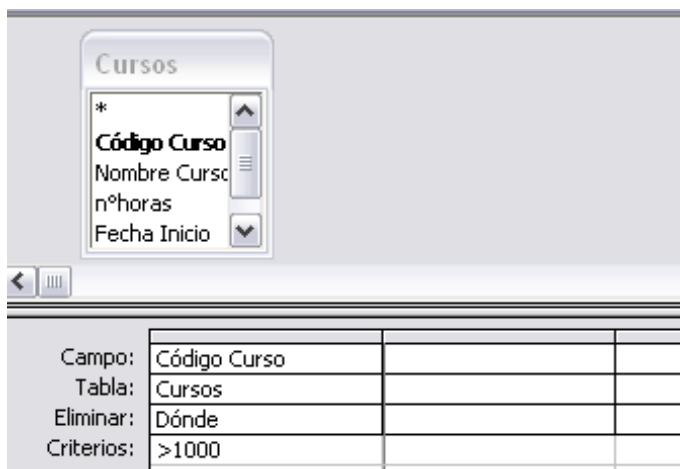 Cursos
*
Código Curso
Nombre Curso
nºhoras
Fecha Inicio
Campo: Código Curso
Tabla: Cursos
Eliminar: Dónde
Criterios: >1000